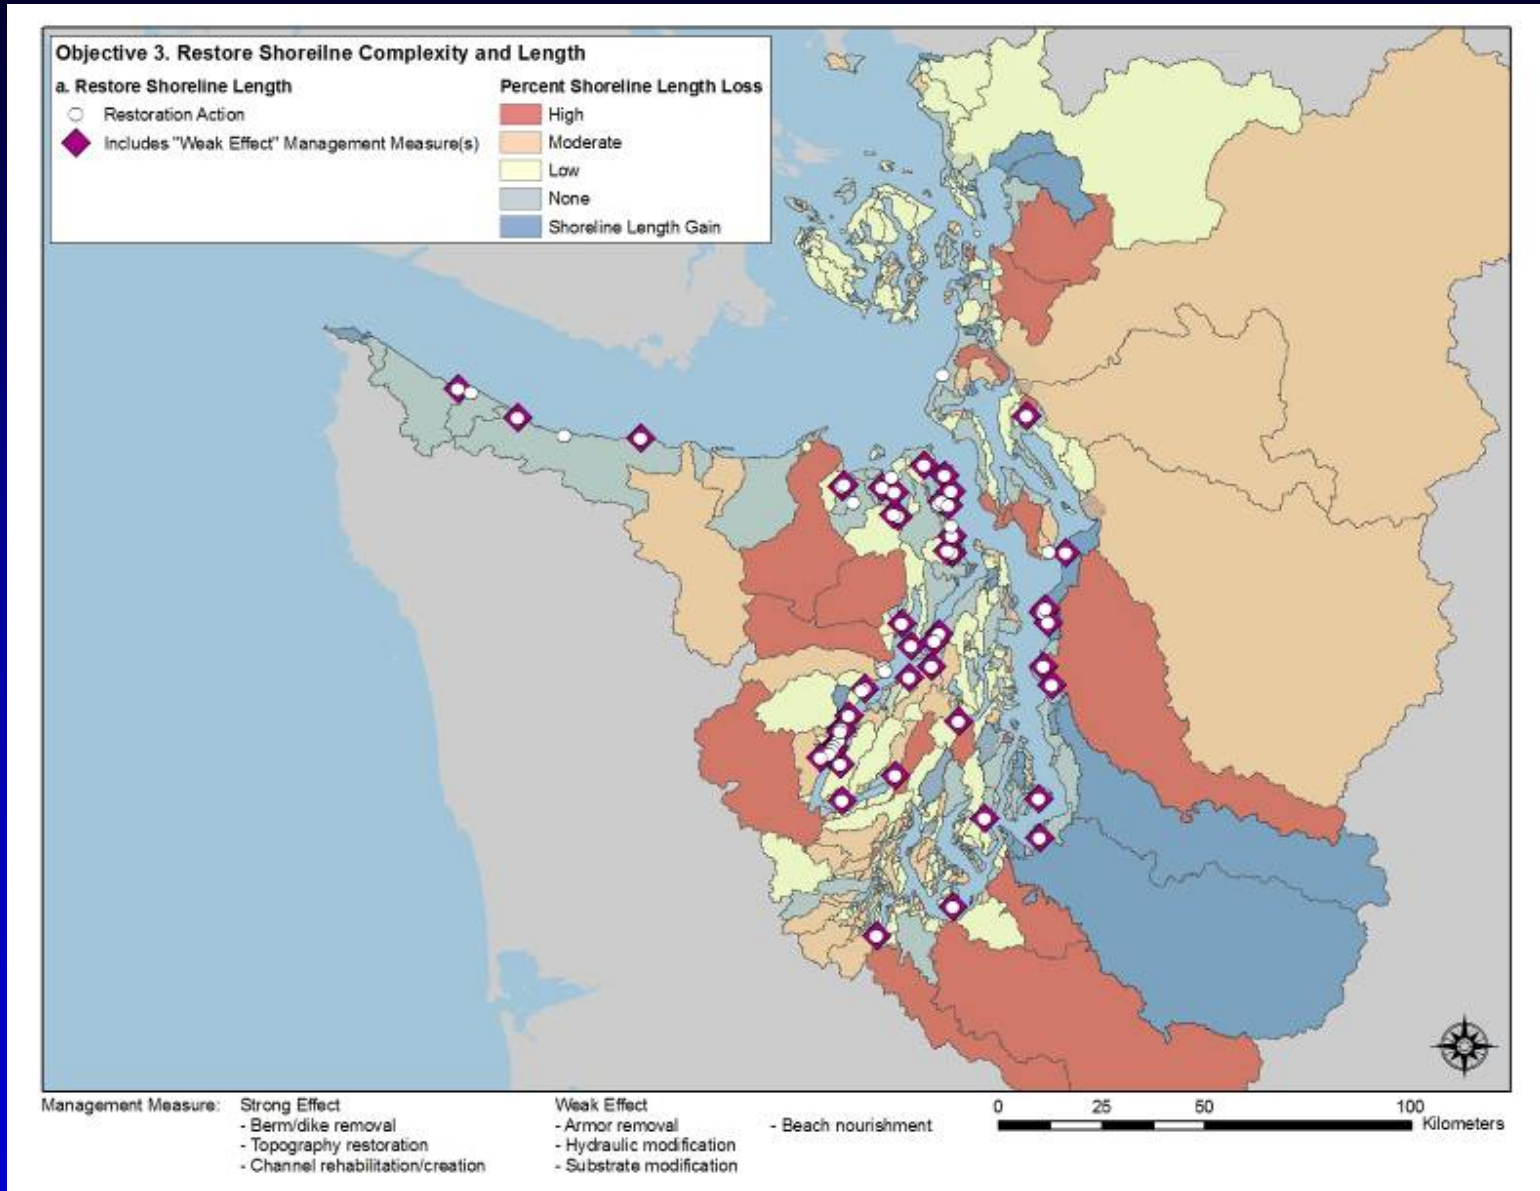 Objective 3. Restore Shoreilne Complexity and Length
a. Restore Shoreline Length
Restoration Action
Includes "Weak Effect" Management Measure(s)
Percent Shoreline Length Loss
High
Moderate
Low
None
Shoreline Length Gain
Management Measure:
Strong Effect
- Berm/dike removal
- Topography restoration
- Channel rehabilitation/creation
Weak Effect
- Armor removal
- Hydraulic modification
- Substrate modification
- Beach nourishment
0 25 50 100
Kilometers